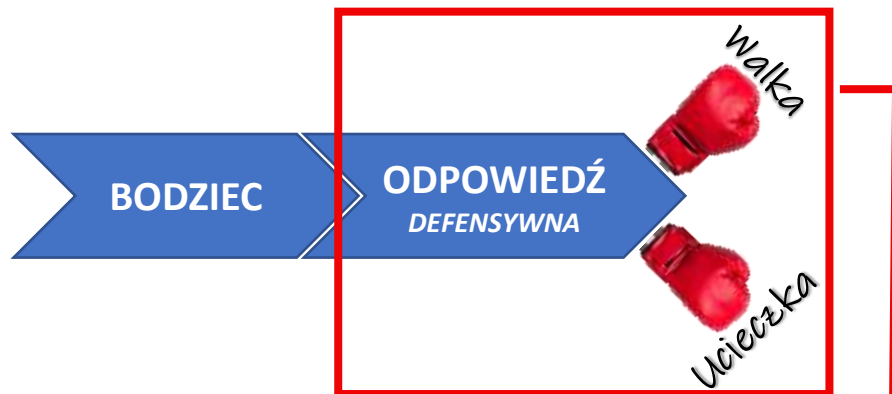 BODZIEC
ODPOWIEDŹ
DEFENSYWNA
Walka
Ucieczka